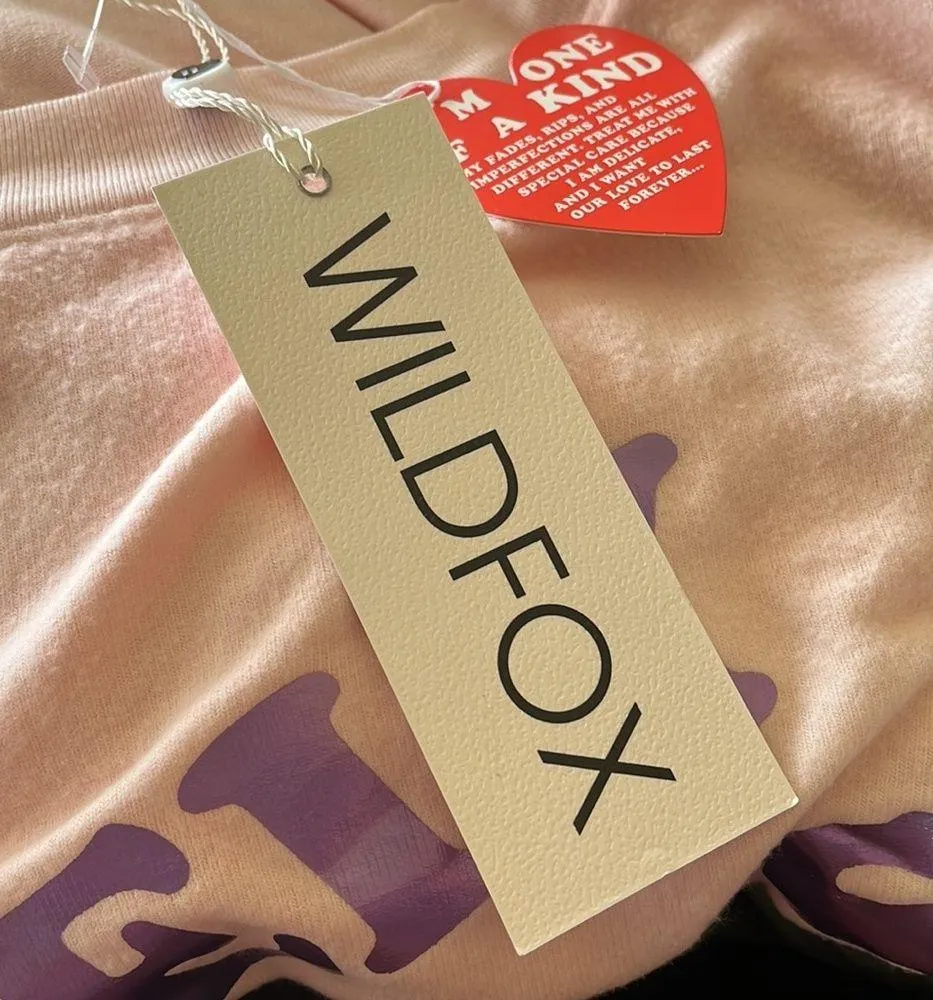 M ONE
F A KIND
MY FADES, RIPS, AND
IMPERFECTIONS ARE ALL
DIFFERENT. TREAT ME WITH
SPECIAL CARE BECAUSE
I AM DELICATE,
AND I WANT
OUR LOVE TO LAST
FOREVER...
WILDFOX